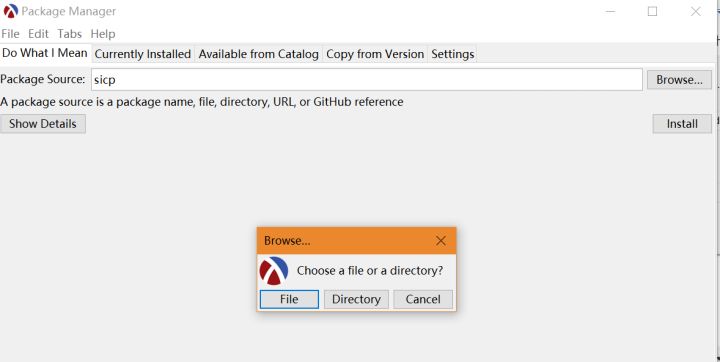 Package Manager
File Edit Tabs Help
Do What I Mean Currently Installed Available from Catalog Copy from Version Settings
Package Source: sicp Browse...
A package source is a package name, file, directory, URL, or GitHub reference
Show Details Install
Browse...
Choose a file or a directory?
File Directory Cancel